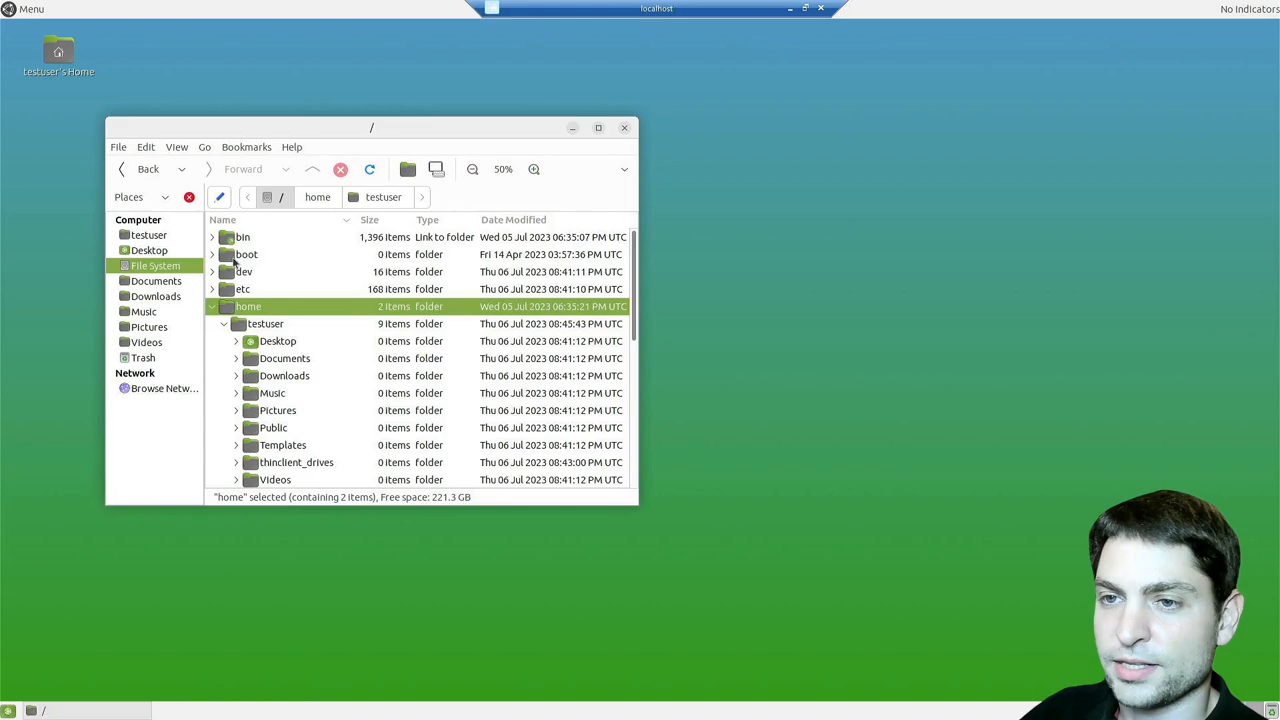 Menu
localhost
No Indicators
testuser's Home
/
File Edit View Go Bookmarks Help
Back Forward 50%
Places / home testuser
Computer
testuser
Desktop
File System
Documents
Downloads
Music
Pictures
Videos
Trash
Network
Browse Netw...
Name Size Type Date Modified
bin 1,396 items Link to folder Wed 05 Jul 2023 06:35:07 PM UTC
boot 0 items folder Fri 14 Apr 2023 03:57:36 PM UTC
dev 16 items folder Thu 06 Jul 2023 08:41:11 PM UTC
etc 168 items folder Thu 06 Jul 2023 08:41:10 PM UTC
home 2 items folder Wed 05 Jul 2023 06:35:21 PM UTC
testuser 9 items folder Thu 06 Jul 2023 08:45:43 PM UTC
Desktop 0 items folder Thu 06 Jul 2023 08:41:12 PM UTC
Documents 0 items folder Thu 06 Jul 2023 08:41:12 PM UTC
Downloads 0 items folder Thu 06 Jul 2023 08:41:12 PM UTC
Music 0 items folder Thu 06 Jul 2023 08:41:12 PM UTC
Pictures 0 items folder Thu 06 Jul 2023 08:41:12 PM UTC
Public 0 items folder Thu 06 Jul 2023 08:41:12 PM UTC
Templates 0 items folder Thu 06 Jul 2023 08:41:12 PM UTC
thinclient_drives 0 items folder Thu 06 Jul 2023 08:43:00 PM UTC
Videos 0 items folder Thu 06 Jul 2023 08:41:12 PM UTC
"home" selected (containing 2 items), Free space: 221.3 GB
/